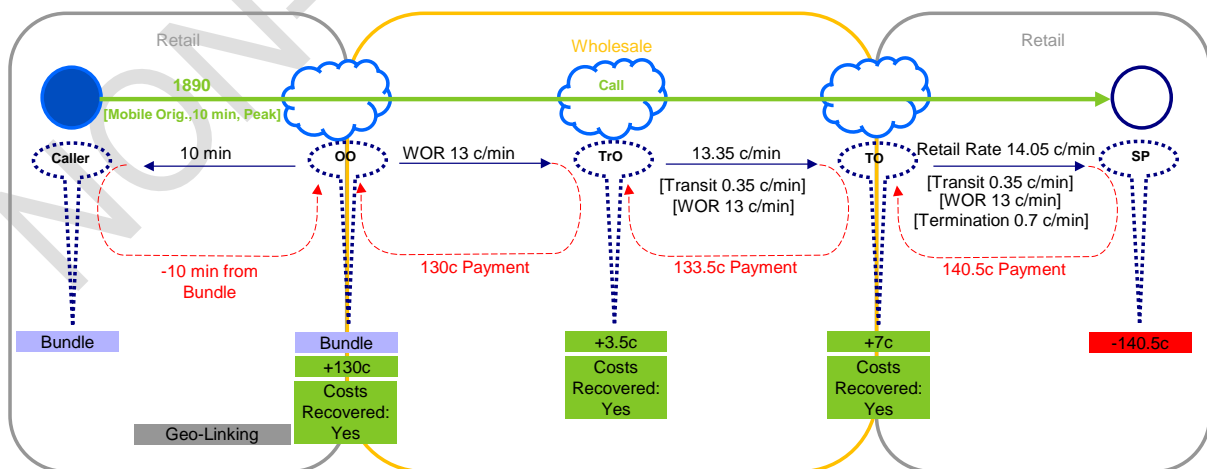 NON-
Retail
Wholesale
Retail
1890
[Mobile Orig.,10 min, Peak]
Call
Caller
10 min
OO
WOR 13 c/min
TrO
13.35 c/min
[Transit 0.35 c/min]
[WOR 13 c/min]
TO
Retail Rate 14.05 c/min
[Transit 0.35 c/min]
[WOR 13 c/min]
[Termination 0.7 c/min]
SP
-10 min from
Bundle
130c Payment
133.5c Payment
140.5c Payment
Bundle
Bundle
+130c
Costs
Recovered:
Yes
+3.5c
Costs
Recovered:
Yes
+7c
Costs
Recovered:
Yes
-140.5c
Geo-Linking